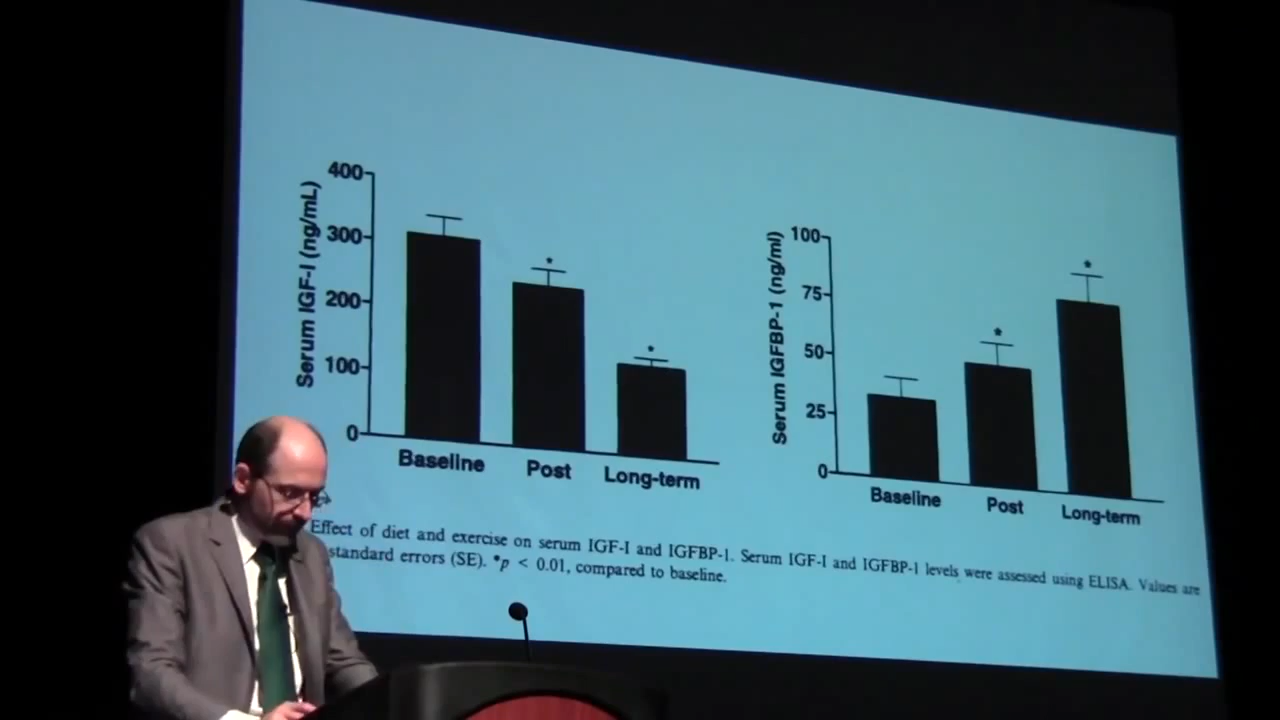 400
300
200
100
0
Serum IGF-I (ng/mL)
*
*
Baseline
Post
Long-term
100
75
50
25
0
Serum IGFBP-1 (ng/ml)
*
*
Baseline
Post
Long-term
Effect of diet and exercise on serum IGF-I and IGFBP-1. Serum IGF-I and IGFBP-1 levels were assessed using ELISA. Values are
standard errors (SE). *p < 0.01, compared to baseline.